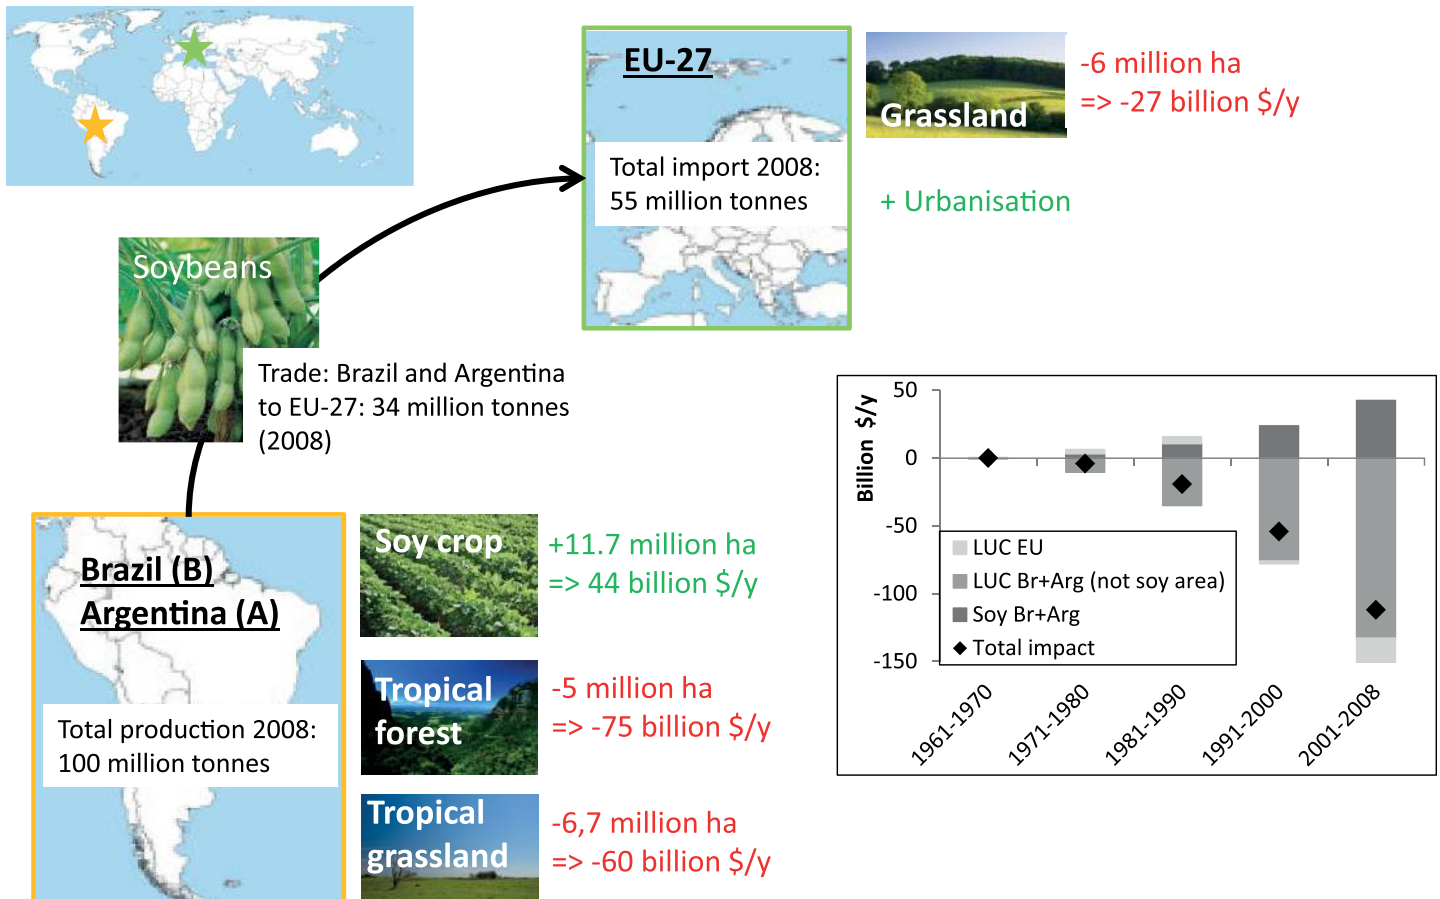 EU-27
Total import 2008:
55 million tonnes
Grassland
-6 million ha
=> -27 billion $/y
+ Urbanisation
Soybeans
Trade: Brazil and Argentina
to EU-27: 34 million tonnes
(2008)
Brazil (B)
Argentina (A)
Total production 2008:
100 million tonnes
Soy crop
+11.7 million ha
=> 44 billion $/y
Tropical
forest
-5 million ha
=> -75 billion $/y
Tropical
grassland
-6,7 million ha
=> -60 billion $/y
Billion $/y
50
0
-50
-100
-150
LUC EU
LUC Br+Arg (not soy area)
Soy Br+Arg
Total impact
1961-1970
1971-1980
1981-1990
1991-2000
2001-2008